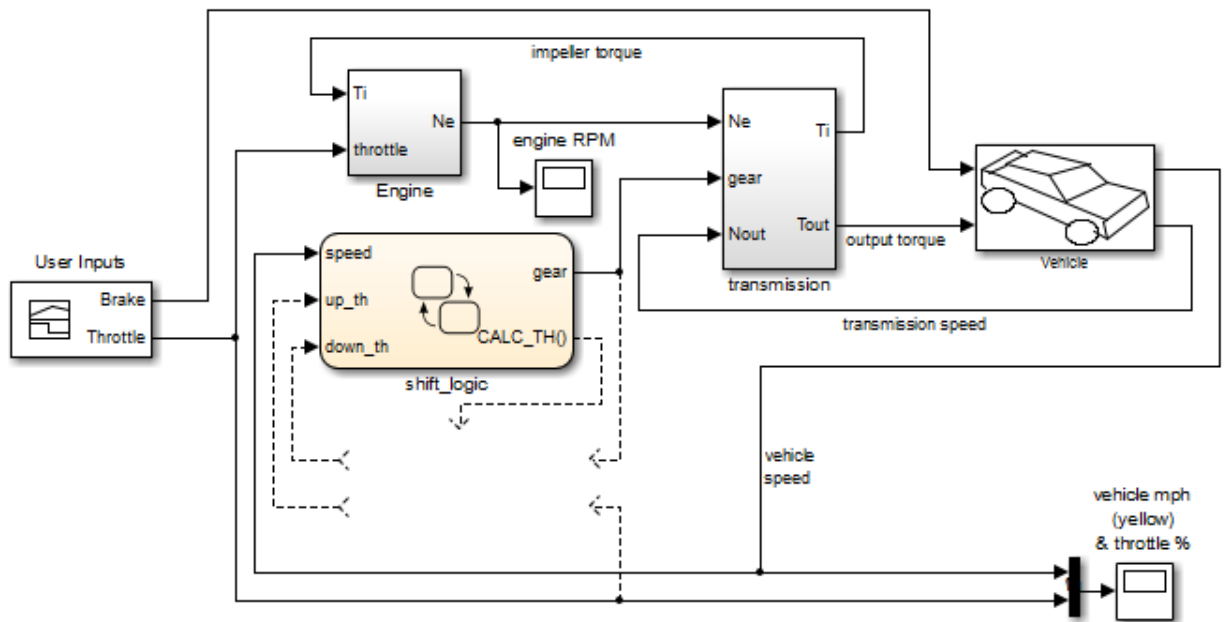 impeller torque
Ti
Ne
throttle
Engine
engine RPM
Ne
Ti
gear
Nout
Tout
transmission
output torque
Vehicle
transmission speed
User Inputs
Brake
Throttle
speed
gear
up_th
CALC_TH()
down_th
shift_logic
vehicle
speed
vehicle mph
(yellow)
& throttle %